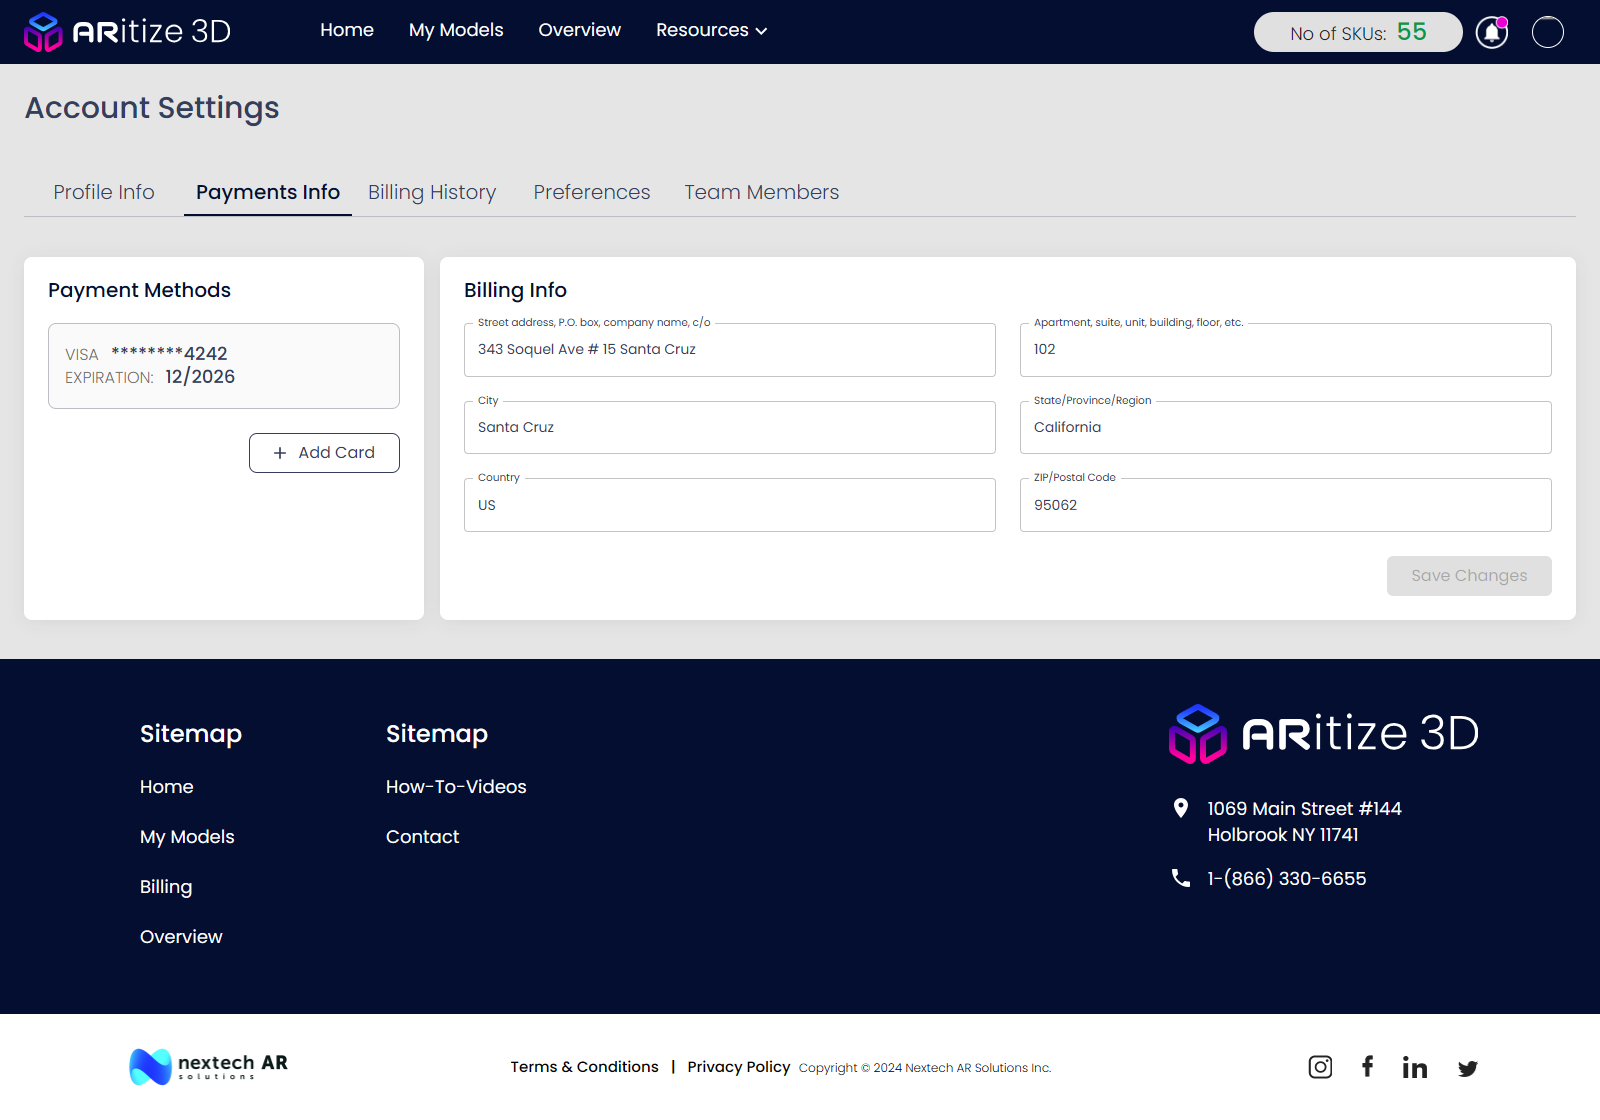 ARitize 3D
Home
My Models
Overview
Resources
No of SKUs: 55
Account Settings
Profile Info
Payments Info
Billing History
Preferences
Team Members
Payment Methods
VISA ********4242
EXPIRATION: 12/2026
+ Add Card
Billing Info
Street address, P.O. box, company name, c/o
343 Soquel Ave # 15 Santa Cruz
Apartment, suite, unit, building, floor, etc.
102
City
Santa Cruz
State/Province/Region
California
Country
US
ZIP/Postal Code
95062
Save Changes
Sitemap
Home
My Models
Billing
Overview
Sitemap
How-To-Videos
Contact
ARitize 3D
1069 Main Street #144
Holbrook NY 11741
1-(866) 330-6655
nextech AR
solutions
Terms & Conditions | Privacy Policy Copyright © 2024 Nextech AR Solutions Inc.